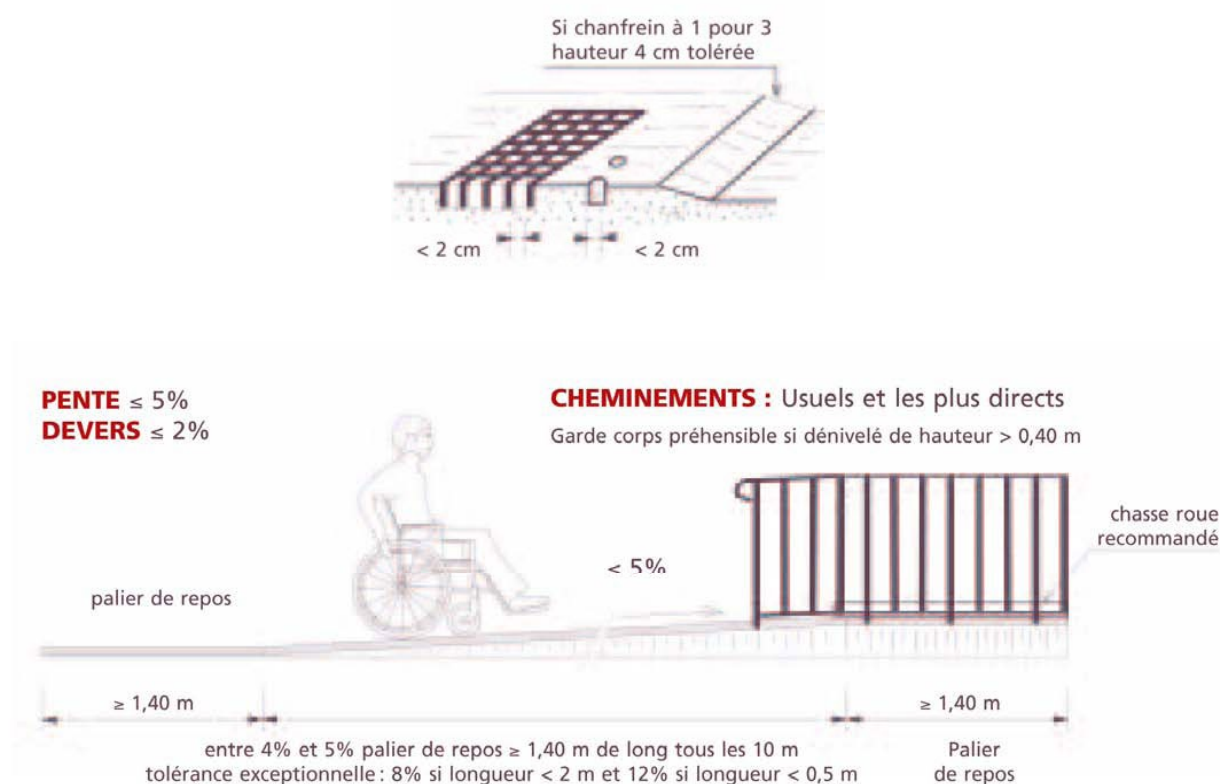 Si chanfrein à 1 pour 3
hauteur 4 cm tolérée
< 2 cm
< 2 cm
PENTE ≤ 5%
DEVERS ≤ 2%
CHEMINEMENTS : Usuels et les plus directs
Garde corps préhensible si dénivelé de hauteur > 0,40 m
chasse roue
recommandé
< 5%
palier de repos
≥ 1,40 m
≥ 1,40 m
entre 4% et 5% palier de repos ≥ 1,40 m de long tous les 10 m
tolérance exceptionnelle : 8% si longueur < 2 m et 12% si longueur < 0,5 m
Palier
de repos